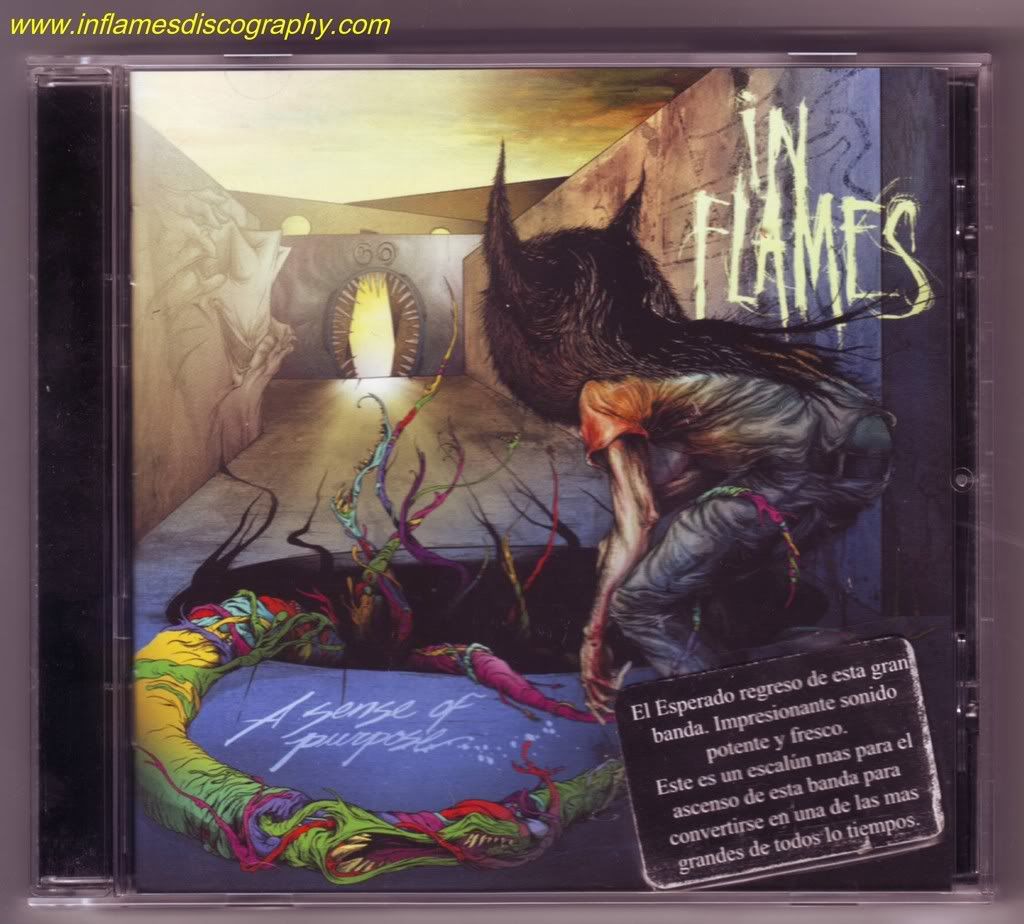 www.inflamesdiscography.com
in
FLAMES
60
A sense of
purpose
El Esperado regreso de esta gran
banda. Impresionante sonido
potente y fresco.
Este es un escalún mas para el
ascenso de esta banda para
convertirse en una de las mas
grandes de todos lo tiempos.